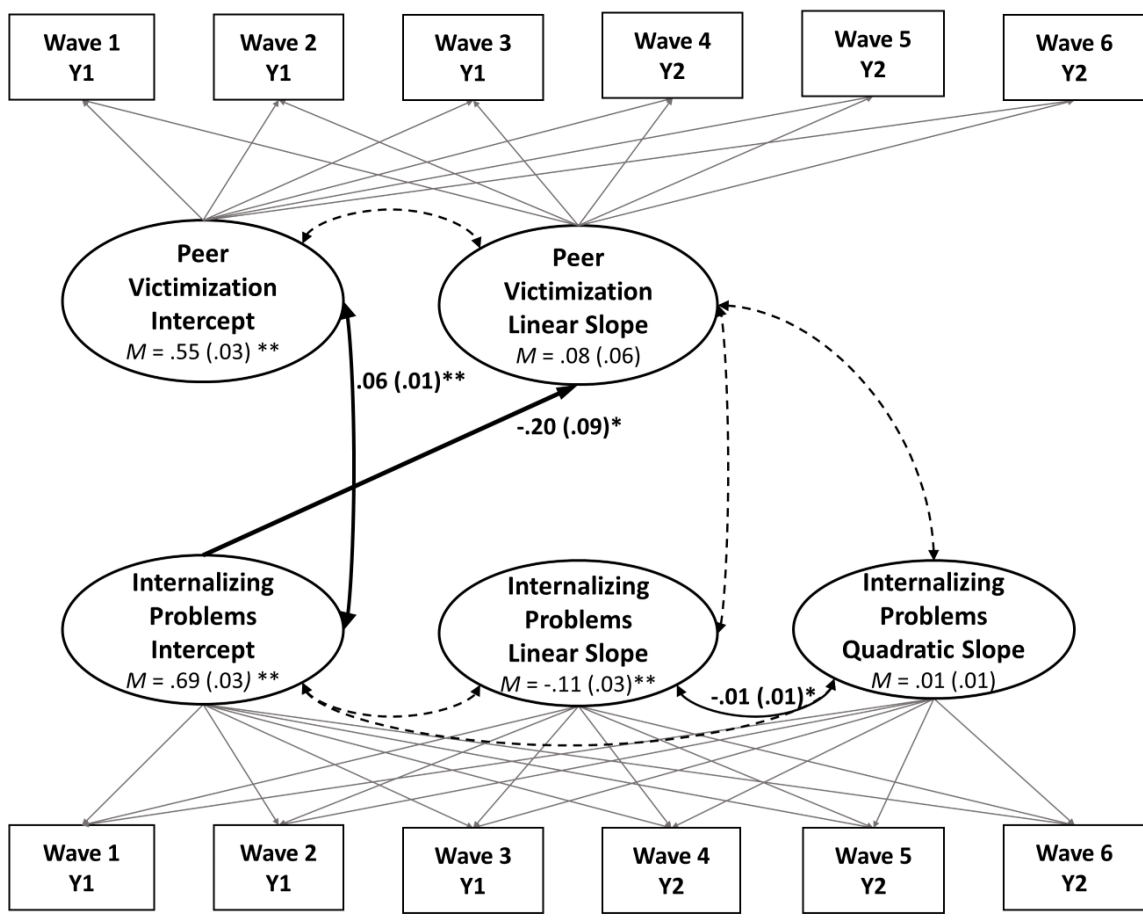 Wave 1
Y1
Wave 2
Y1
Wave 3
Y1
Wave 4
Y2
Wave 5
Y2
Wave 6
Y2
Peer
Victimization
Intercept
M = .55 (.03) **
Peer
Victimization
Linear Slope
M = .08 (.06)
.06 (.01)**
-.20 (.09)*
Internalizing
Problems
Intercept
M = .69 (.03) **
Internalizing
Problems
Linear Slope
M = -.11 (.03)**
Internalizing
Problems
Quadratic Slope
M = .01 (.01)
-.01 (.01)*
Wave 1
Y1
Wave 2
Y1
Wave 3
Y1
Wave 4
Y2
Wave 5
Y2
Wave 6
Y2